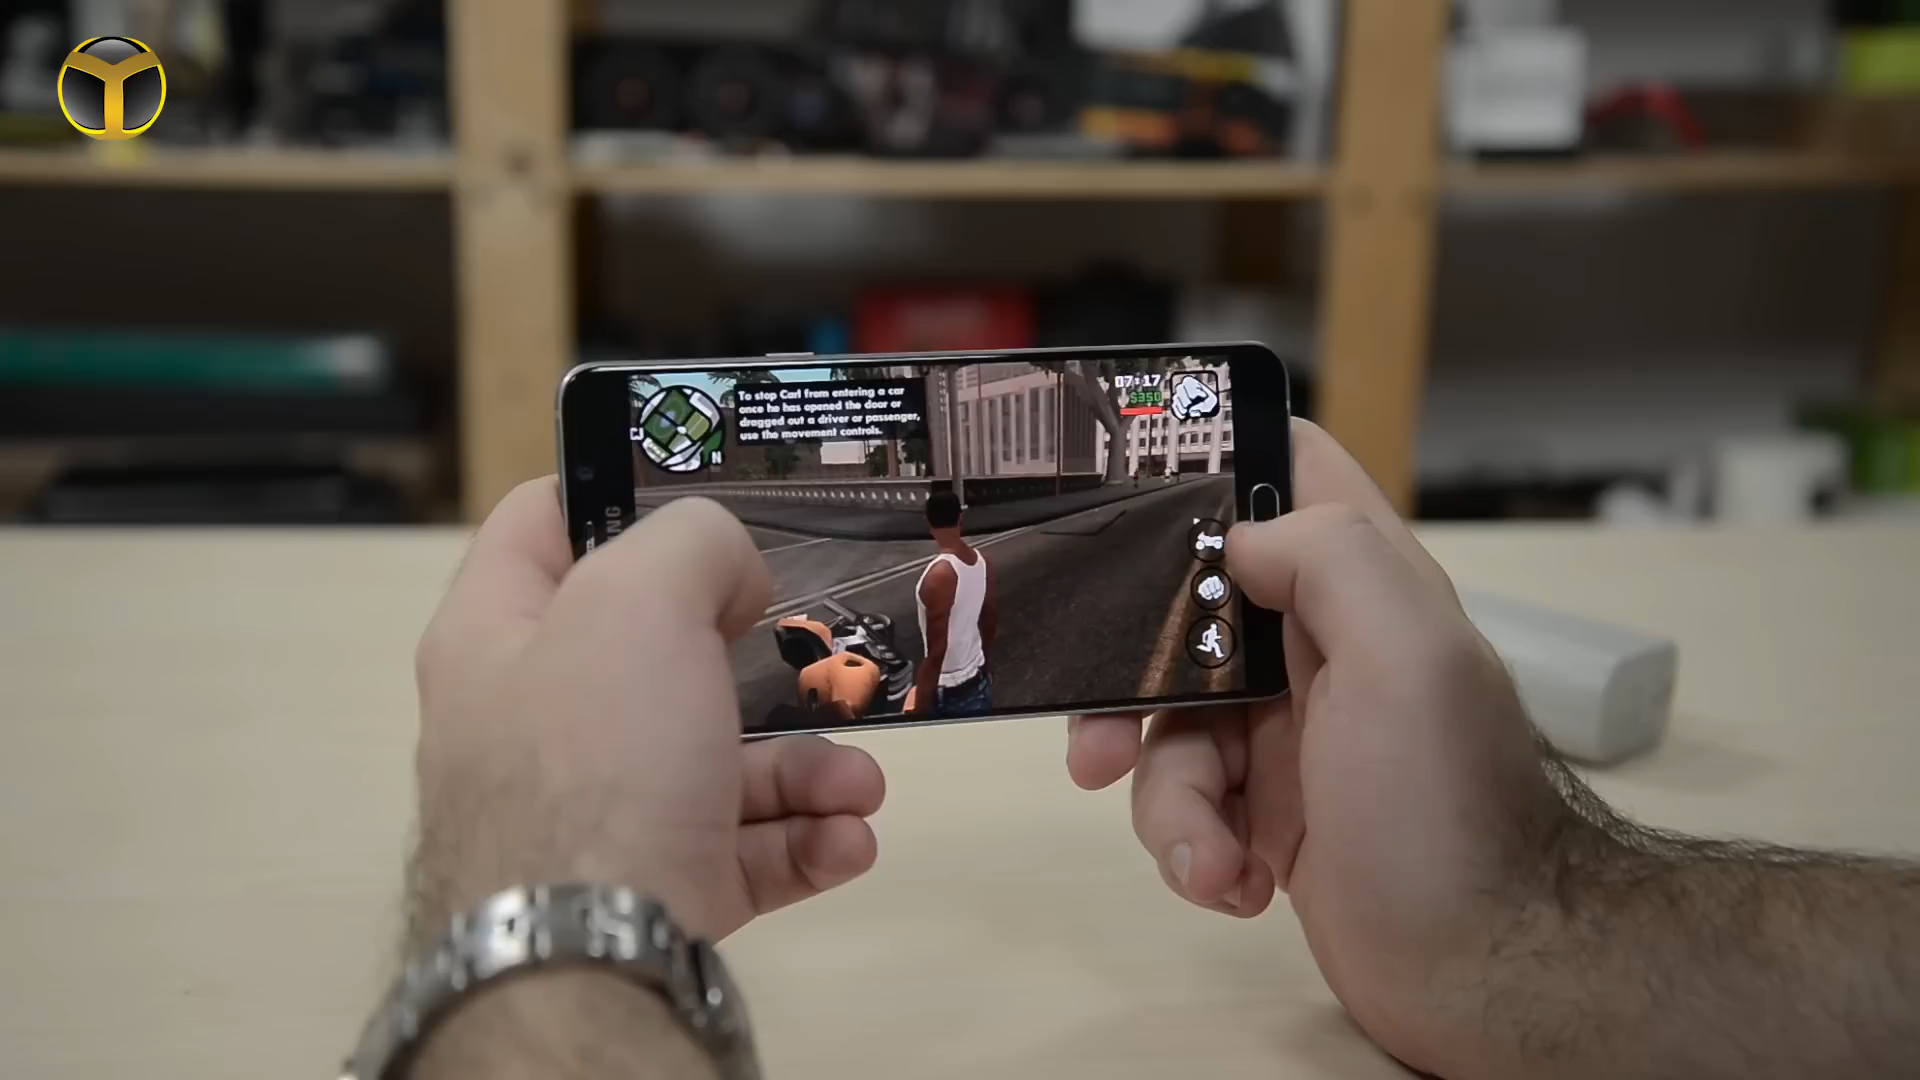 To stop Carl from entering a car
once he has opened the door or
dragged out a driver or passenger,
use the movement controls.
07:17
$350
CJ
N